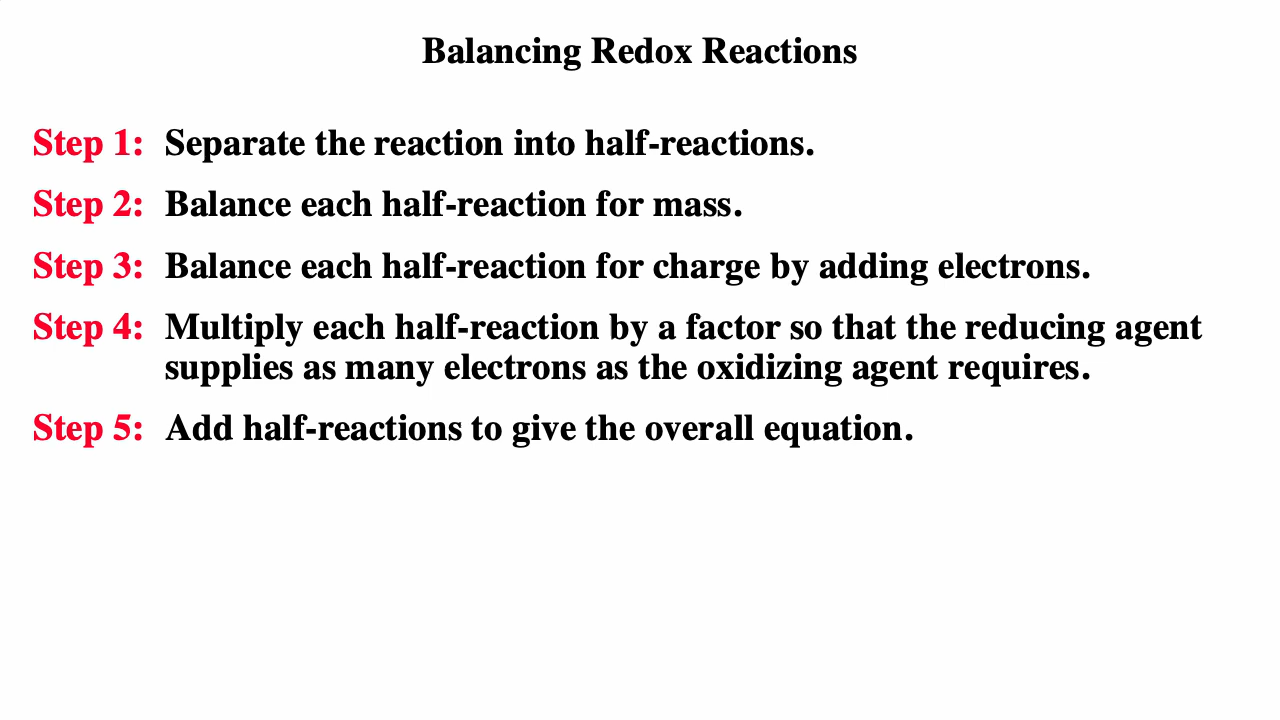 Balancing Redox Reactions
Step 1: Separate the reaction into half-reactions.
Step 2: Balance each half-reaction for mass.
Step 3: Balance each half-reaction for charge by adding electrons.
Step 4: Multiply each half-reaction by a factor so that the reducing agent
supplies as many electrons as the oxidizing agent requires.
Step 5: Add half-reactions to give the overall equation.